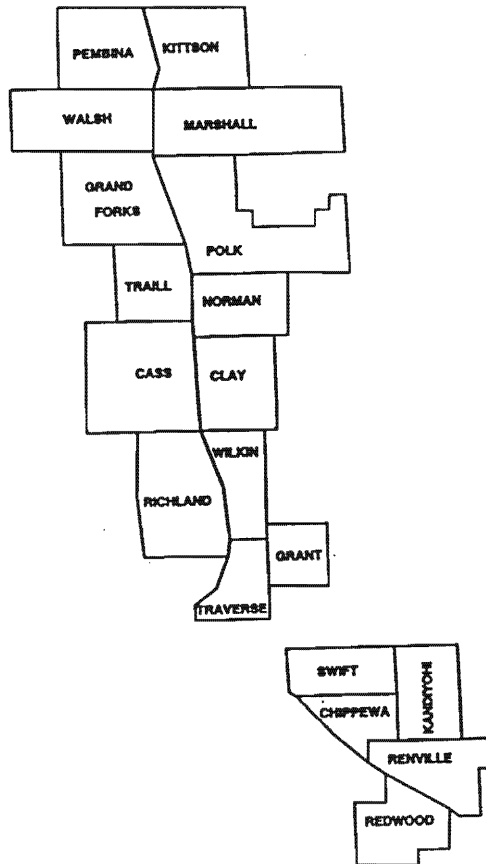 PEMBINA
KITTSON
WALSH
MARSHALL
GRAND
FORKS
POLK
TRAILL
NORMAN
CASS
CLAY
WILKIN
RICHLAND
GRANT
TRAVERSE
SWIFT
KANDIYOHI
CHIPPEWA
RENVILLE
REDWOOD